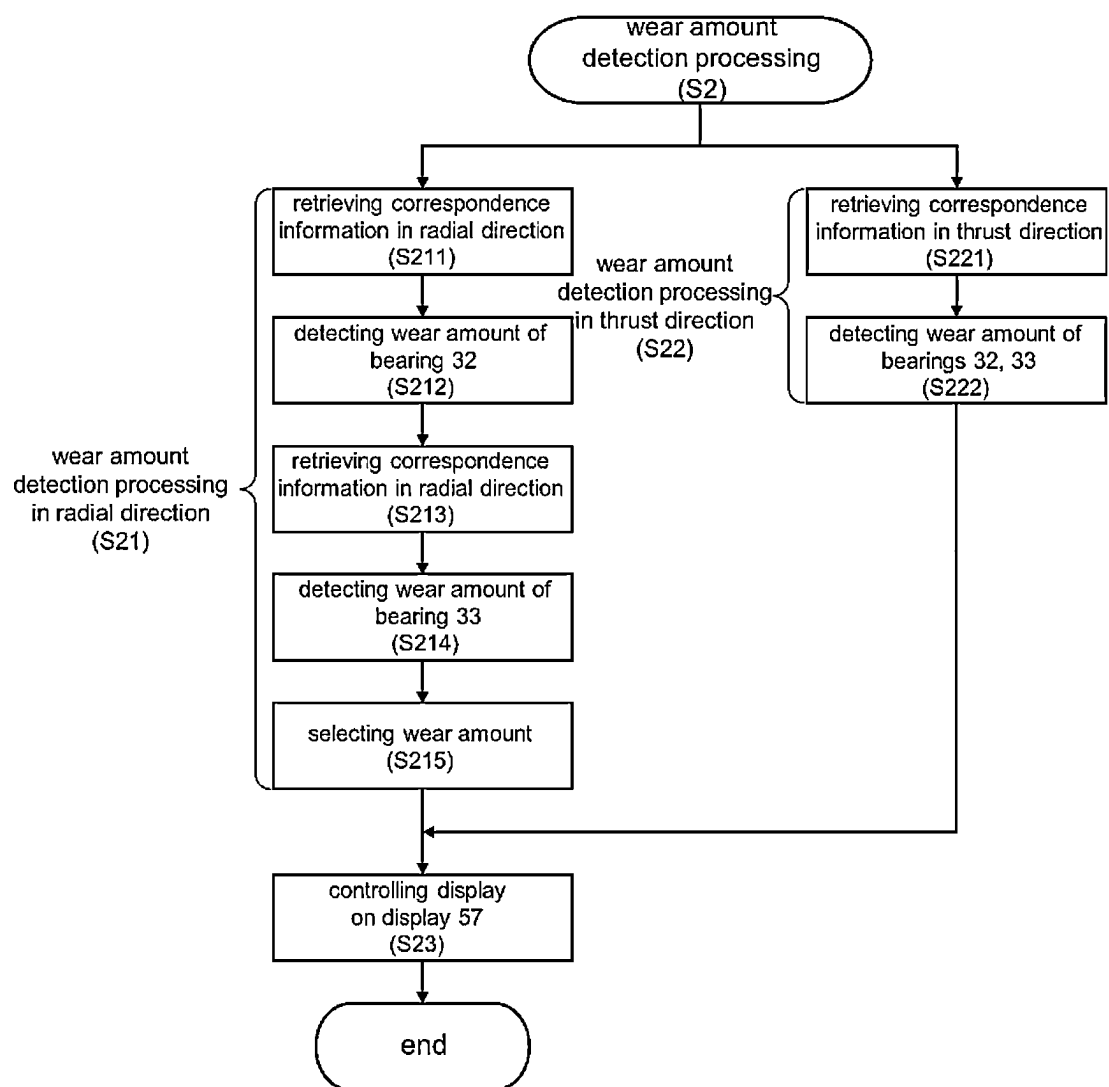 wear amount
detection processing
(S2)
retrieving correspondence
information in radial direction
(S211)
retrieving correspondence
information in thrust direction
(S221)
wear amount
detection processing
in thrust direction
(S22)
detecting wear amount of
bearing 32
(S212)
detecting wear amount of
bearings 32, 33
(S222)
wear amount
detection processing
in radial direction
(S21)
retrieving correspondence
information in radial direction
(S213)
detecting wear amount of
bearing 33
(S214)
selecting wear amount
(S215)
controlling display
on display 57
(S23)
end